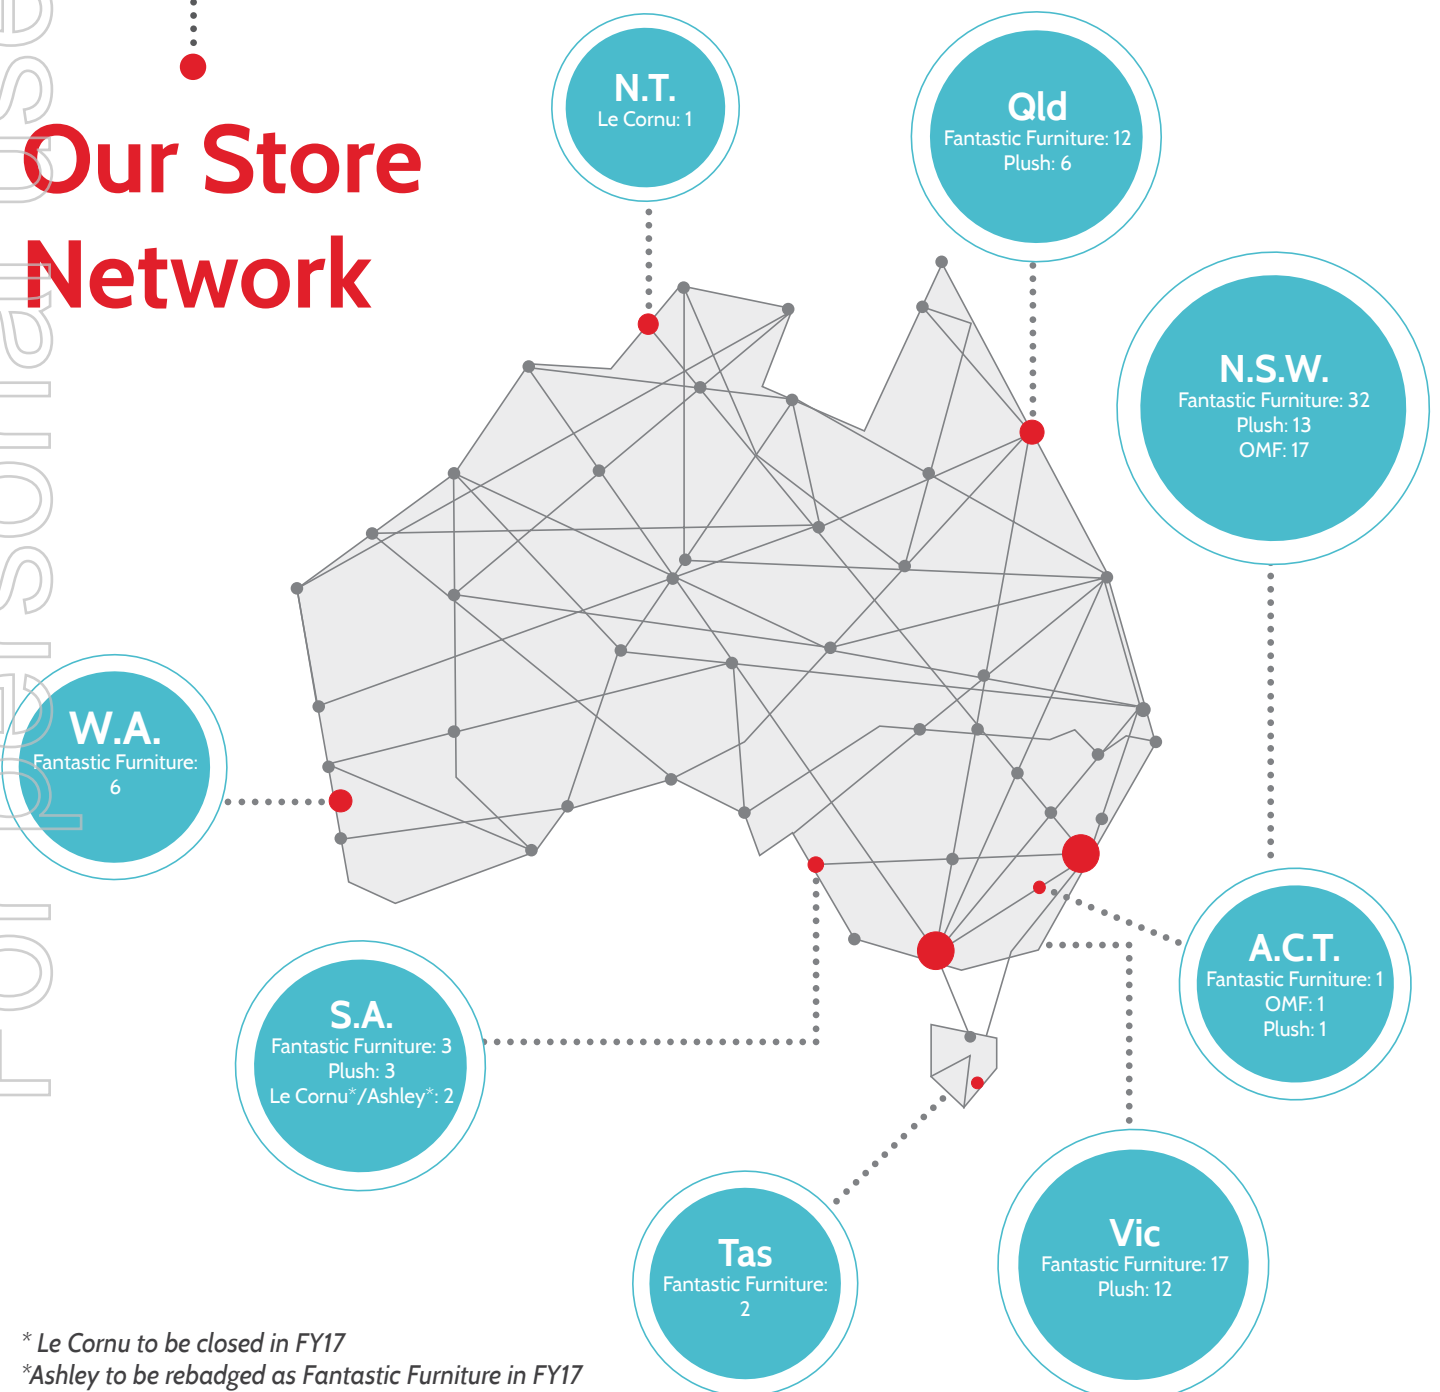 For personal use
Our Store
Network
N.T.
Le Cornu: 1
Qld
Fantastic Furniture: 12
Plush: 6
N.S.W.
Fantastic Furniture: 32
Plush: 13
OMF: 17
W.A.
Fantastic Furniture:
6
A.C.T.
Fantastic Furniture: 1
OMF: 1
Plush: 1
S.A.
Fantastic Furniture: 3
Plush: 3
Le Cornu*/Ashley*: 2
Tas
Fantastic Furniture:
2
Vic
Fantastic Furniture: 17
Plush: 12
* Le Cornu to be closed in FY17
*Ashley to be rebadged as Fantastic Furniture in FY17